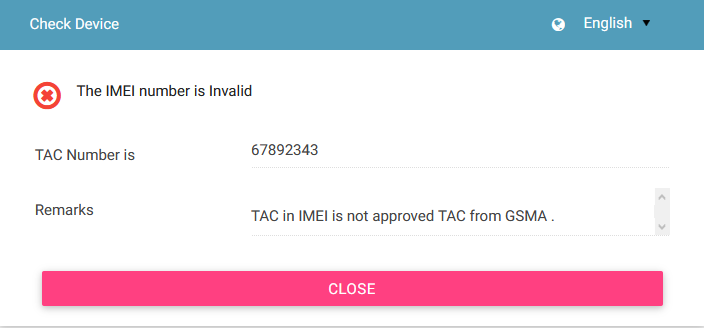 Check Device
English
The IMEI number is Invalid
TAC Number is 67892343
Remarks TAC in IMEI is not approved TAC from GSMA .
CLOSE